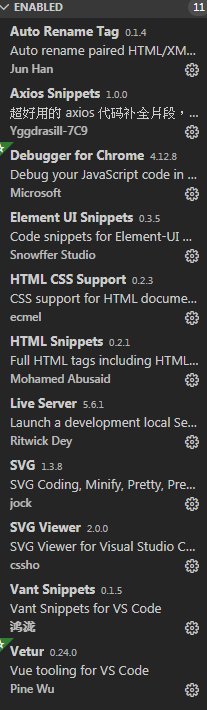 ENABLED 11
Auto Rename Tag 0.1.4
Auto rename paired HTML/XM...
Jun Han
Axios Snippets 1.0.0
超好用的 axios 代码补全片段，
Yggdrasill-7C9
Debugger for Chrome 4.12.8
Debug your JavaScript code in ...
Microsoft
Element UI Snippets 0.3.5
Code snippets for Element-UI ...
Snowffer Studio
HTML CSS Support 0.2.3
CSS support for HTML docume...
ecmel
HTML Snippets 0.2.1
Full HTML tags including HTML...
Mohamed Abusaid
Live Server 5.6.1
Launch a development local Se...
Ritwick Dey
SVG 1.3.8
SVG Coding, Minify, Pretty, Pre...
jock
SVG Viewer 2.0.0
SVG Viewer for Visual Studio C...
cssho
Vant Snippets 0.1.5
Vant Snippets for VS Code
Vetur 0.24.0
Vue tooling for VS Code
Pine Wu